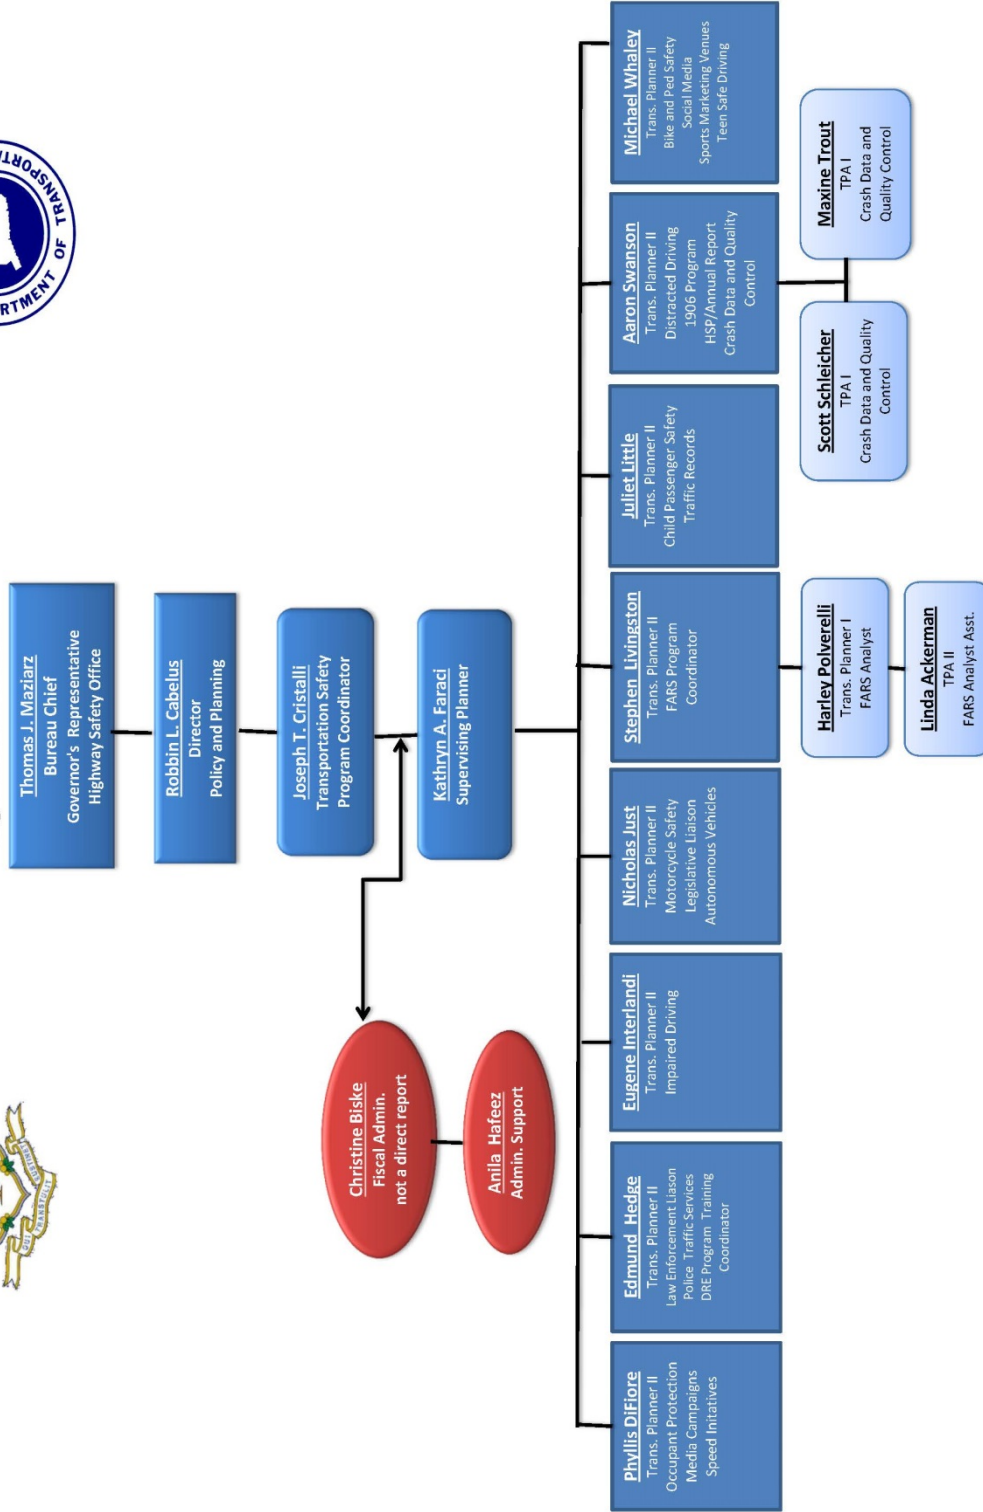 QUI TRANSTULIT SUSTINET
RTMENT OF TRANSPORT
Thomas J. Maziarz
Bureau Chief
Governor's Representative
Highway Safety Office
Robbin L. Cabelus
Director
Policy and Planning
Joseph T. Cristalli
Transportation Safety
Program Coordinator
Christine Biske
Fiscal Admin.
not a direct report
Kathryn A. Faraci
Supervising Planner
Anila Hafeez
Admin. Support
Phyllis DiFiore
Trans. Planner II
Occupant Protection
Media Campaigns
Speed Initatives
Edmund Hedge
Trans. Planner II
Law Enforcement Liason
Police Traffic Services
DRE Program Training
Coordinator
Eugene Interlandi
Trans. Planner II
Impaired Driving
Nicholas Just
Trans. Planner II
Motorcycle Safety
Legislative Liaison
Autonomous Vehicles
Stephen Livingston
Trans. Planner II
FARS Program
Coordinator
Juliet Little
Trans. Planner II
Child Passenger Safety
Traffic Records
Aaron Swanson
Trans. Planner II
Distracted Driving
1906 Program
HSP/Annual Report
Crash Data and Quality
Control
Michael Whaley
Trans. Planner II
Bike and Ped Safety
Social Media
Sports Marketing Venues
Teen Safe Driving
Harley Polverelli
Trans. Planner I
FARS Analyst
Linda Ackerman
TPA II
FARS Analyst Asst.
Scott Schleicher
TPA I
Crash Data and Quality
Control
Maxine Trout
TPA I
Crash Data and
Quality Control